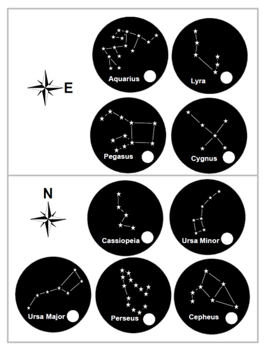 E
Aquarius
Lyra
Pegasus
Cygnus
N
Cassiopeia
Ursa Minor
Ursa Major
Perseus
Cepheus